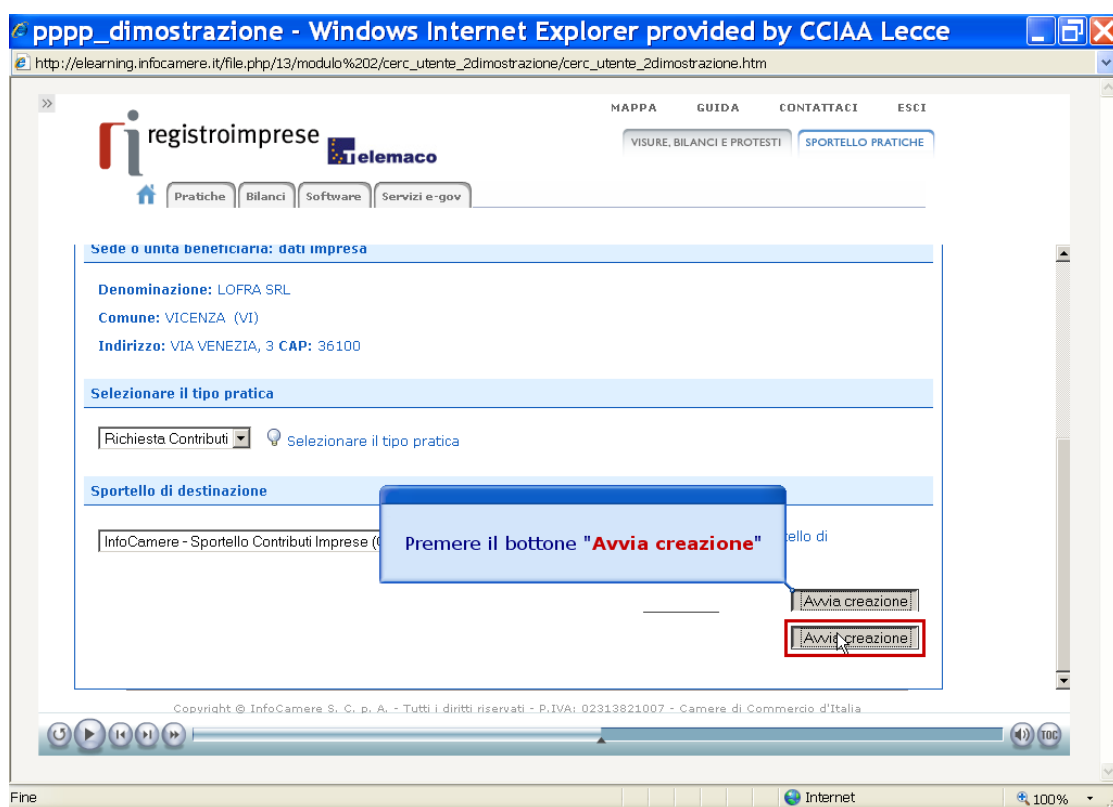 pppp_dimostrazione - Windows Internet Explorer provided by CCIAA Lecce
http://elearning.infocamere.it/file.php/13/modulo%202/cerc_utente_2dimostrazione/cerc_utente_2dimostrazione.htm
MAPPA GUIDA CONTATTACI ESCI
registroimprese
Telemaco
VISURE, BILANCI E PROTESTI SPORTELLO PRATICHE
Pratiche Bilanci Software Servizi e-gov
Sede o unita beneficiaria: dati impresa
Denominazione: LOFRA SRL
Comune: VICENZA (VI)
Indirizzo: VIA VENEZIA, 3 CAP: 36100
Selezionare il tipo pratica
Richiesta Contributi Selezionare il tipo pratica
Sportello di destinazione
InfoCamere - Sportello Contributi Imprese
Premere il bottone "Avvia creazione"
di
Avvia creazione
Avvia creazione
Copyright © InfoCamere S. C. p. A. - Tutti i diritti riservati - P.IVA: 02313821007 - Camere di Commercio d'Italia
TOC
Fine Internet 100%